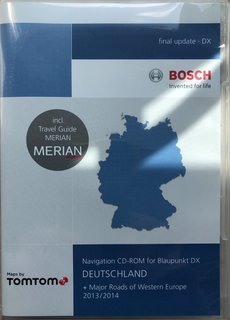 final update - DX
BOSCH
Invented for life
incl.
Travel Guide
MERIAN
MERIAN
Navigation CD-ROM for Blaupunkt DX
DEUTSCHLAND
+ Major Roads of Western Europe
2013/2014
Maps by
TOMTOM